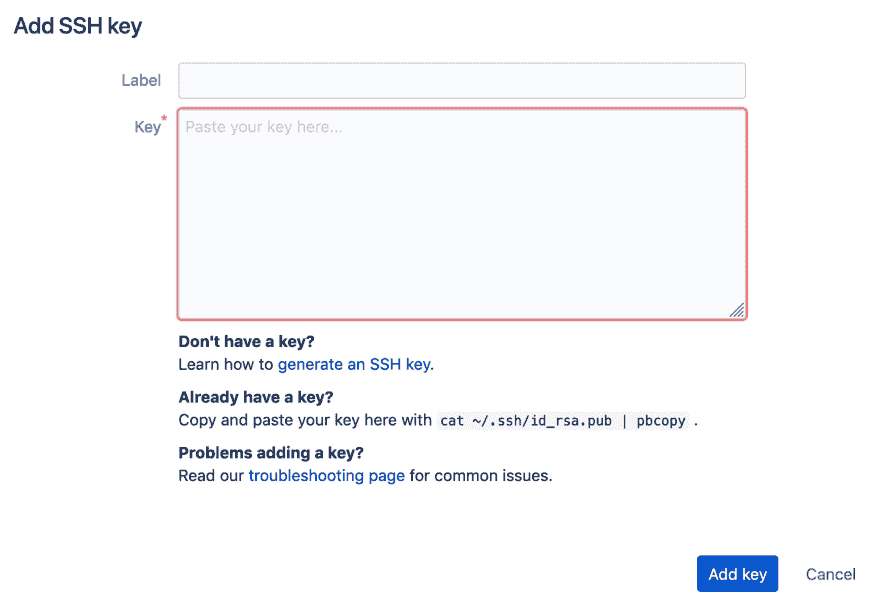 Add SSH key
Label
Key*
Paste your key here...
Don't have a key?
Learn how to generate an SSH key.
Already have a key?
Copy and paste your key here with cat ~/.ssh/id_rsa.pub | pbcopy .
Problems adding a key?
Read our troubleshooting page for common issues.
Add key Cancel